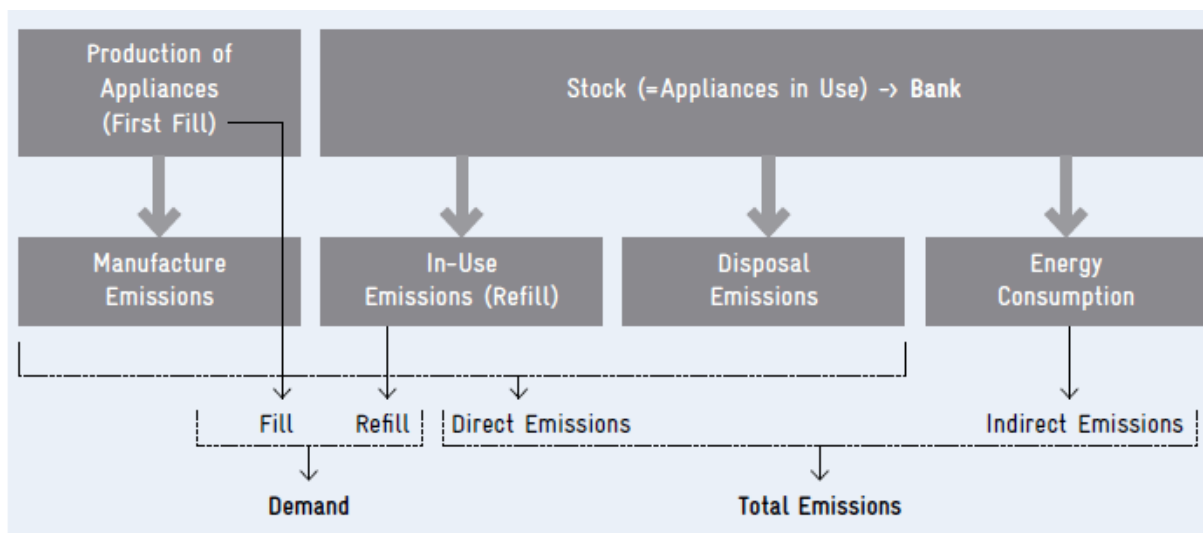 Production of
Appliances
(First Fill)
Stock (=Appliances in Use) -> Bank
Manufacture
Emissions
In-Use
Emissions (Refill)
Disposal
Emissions
Energy
Consumption
Fill
Refill
Direct Emissions
Indirect Emissions
Demand
Total Emissions